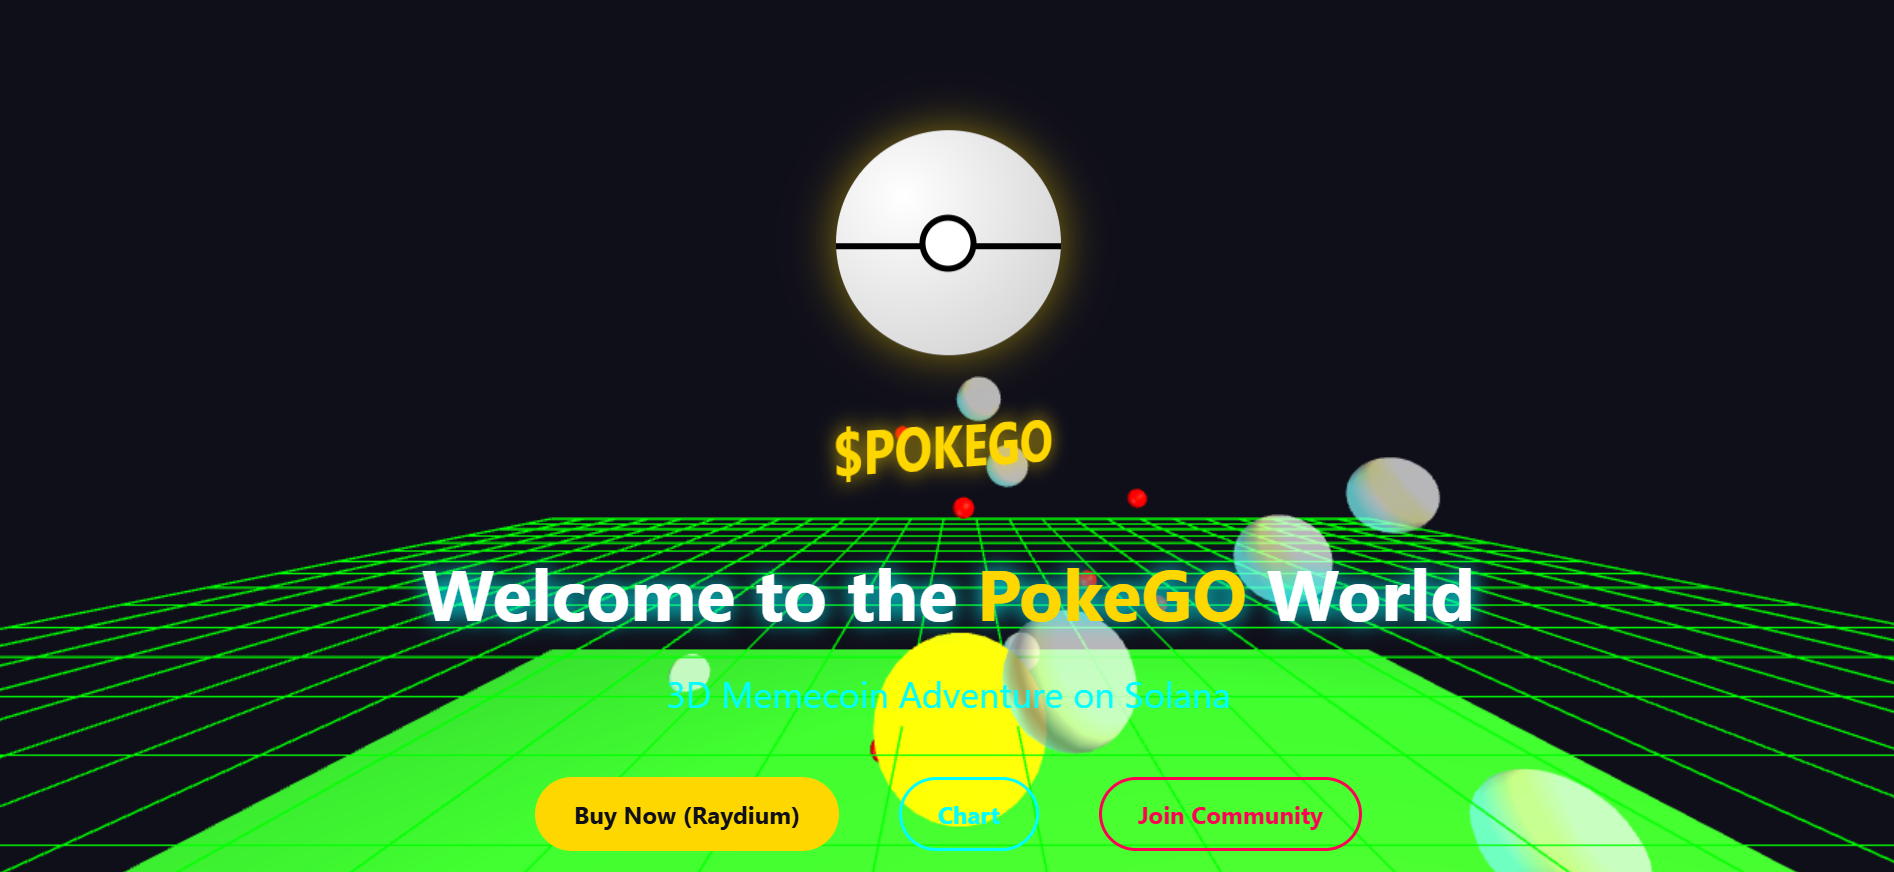 $POKEGO
Welcome to the PokeGO World
3D Memecoin Adventure on Solana
Buy Now (Raydium)
Chart
Join Community